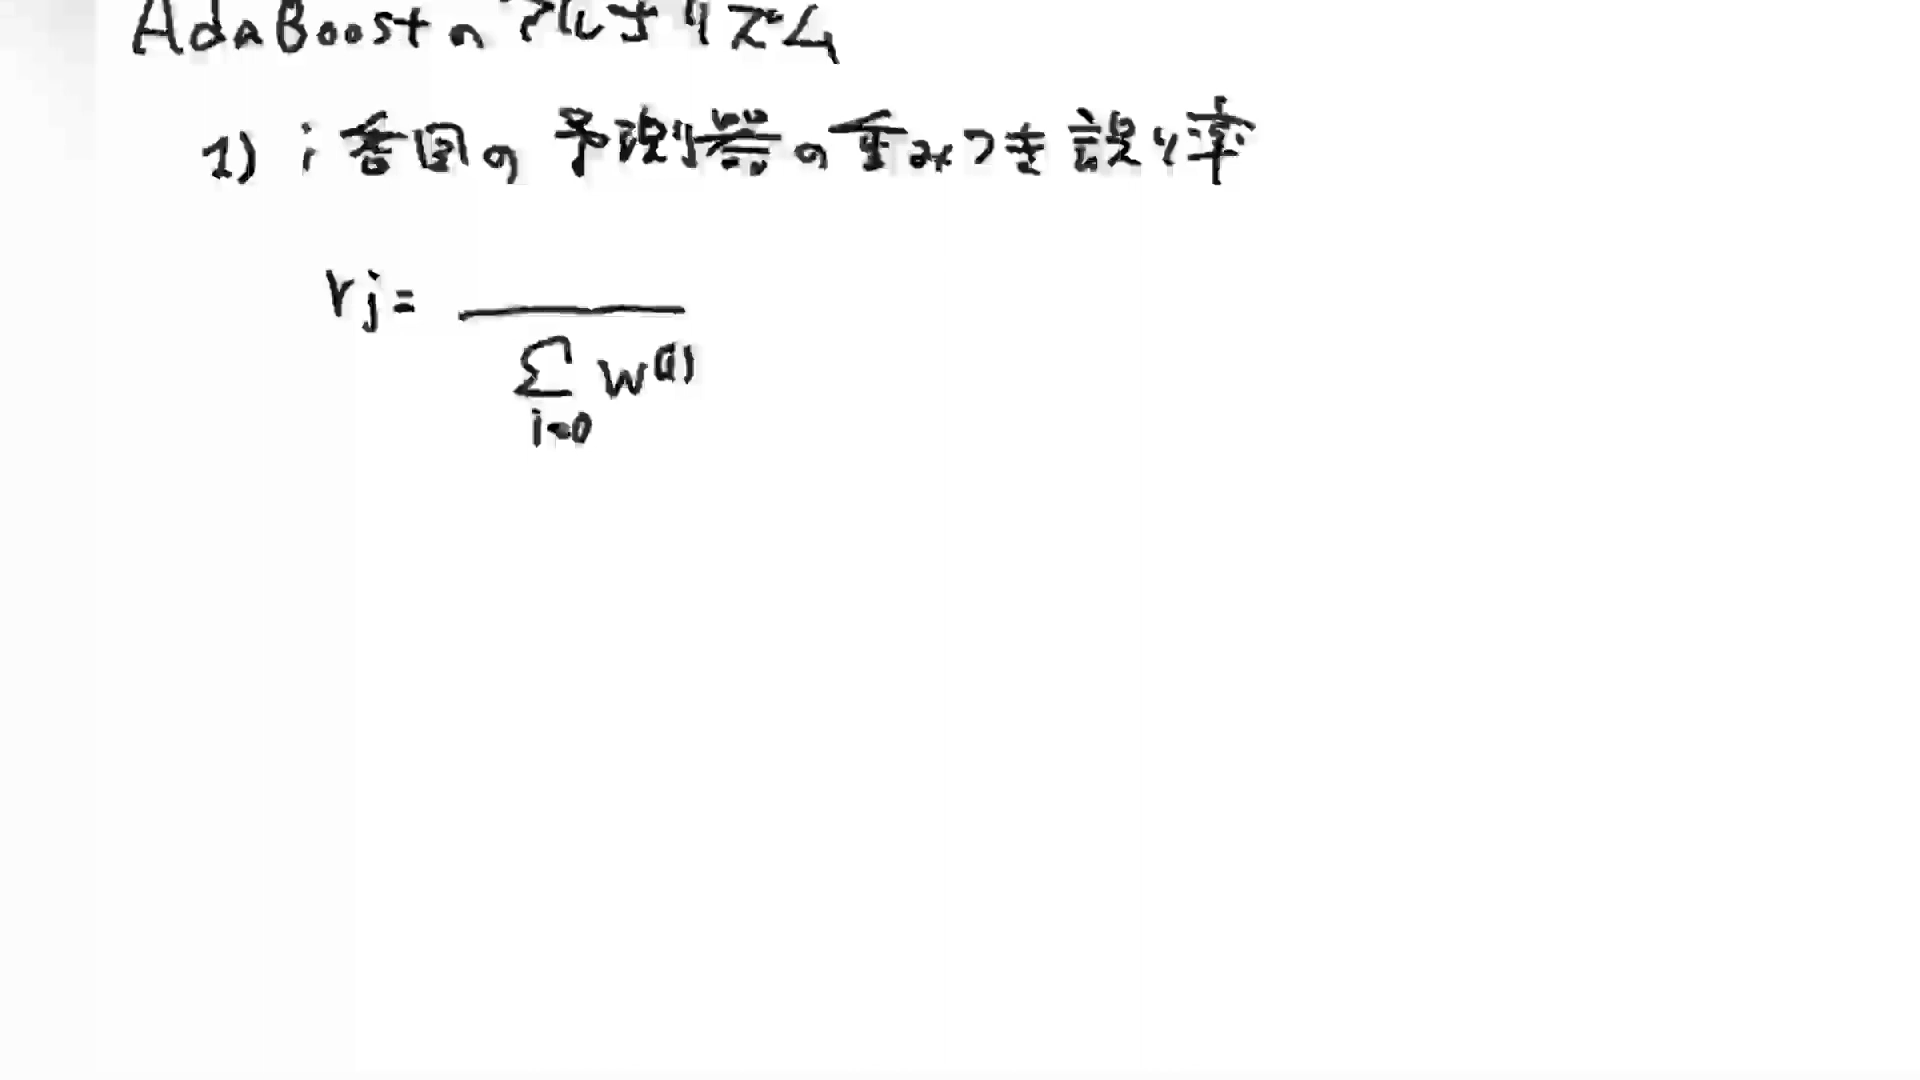 AdaBoostのアルゴリズム
1) i番目の予測器の重みつき誤り率
rj=
Σ w(i)
i=0